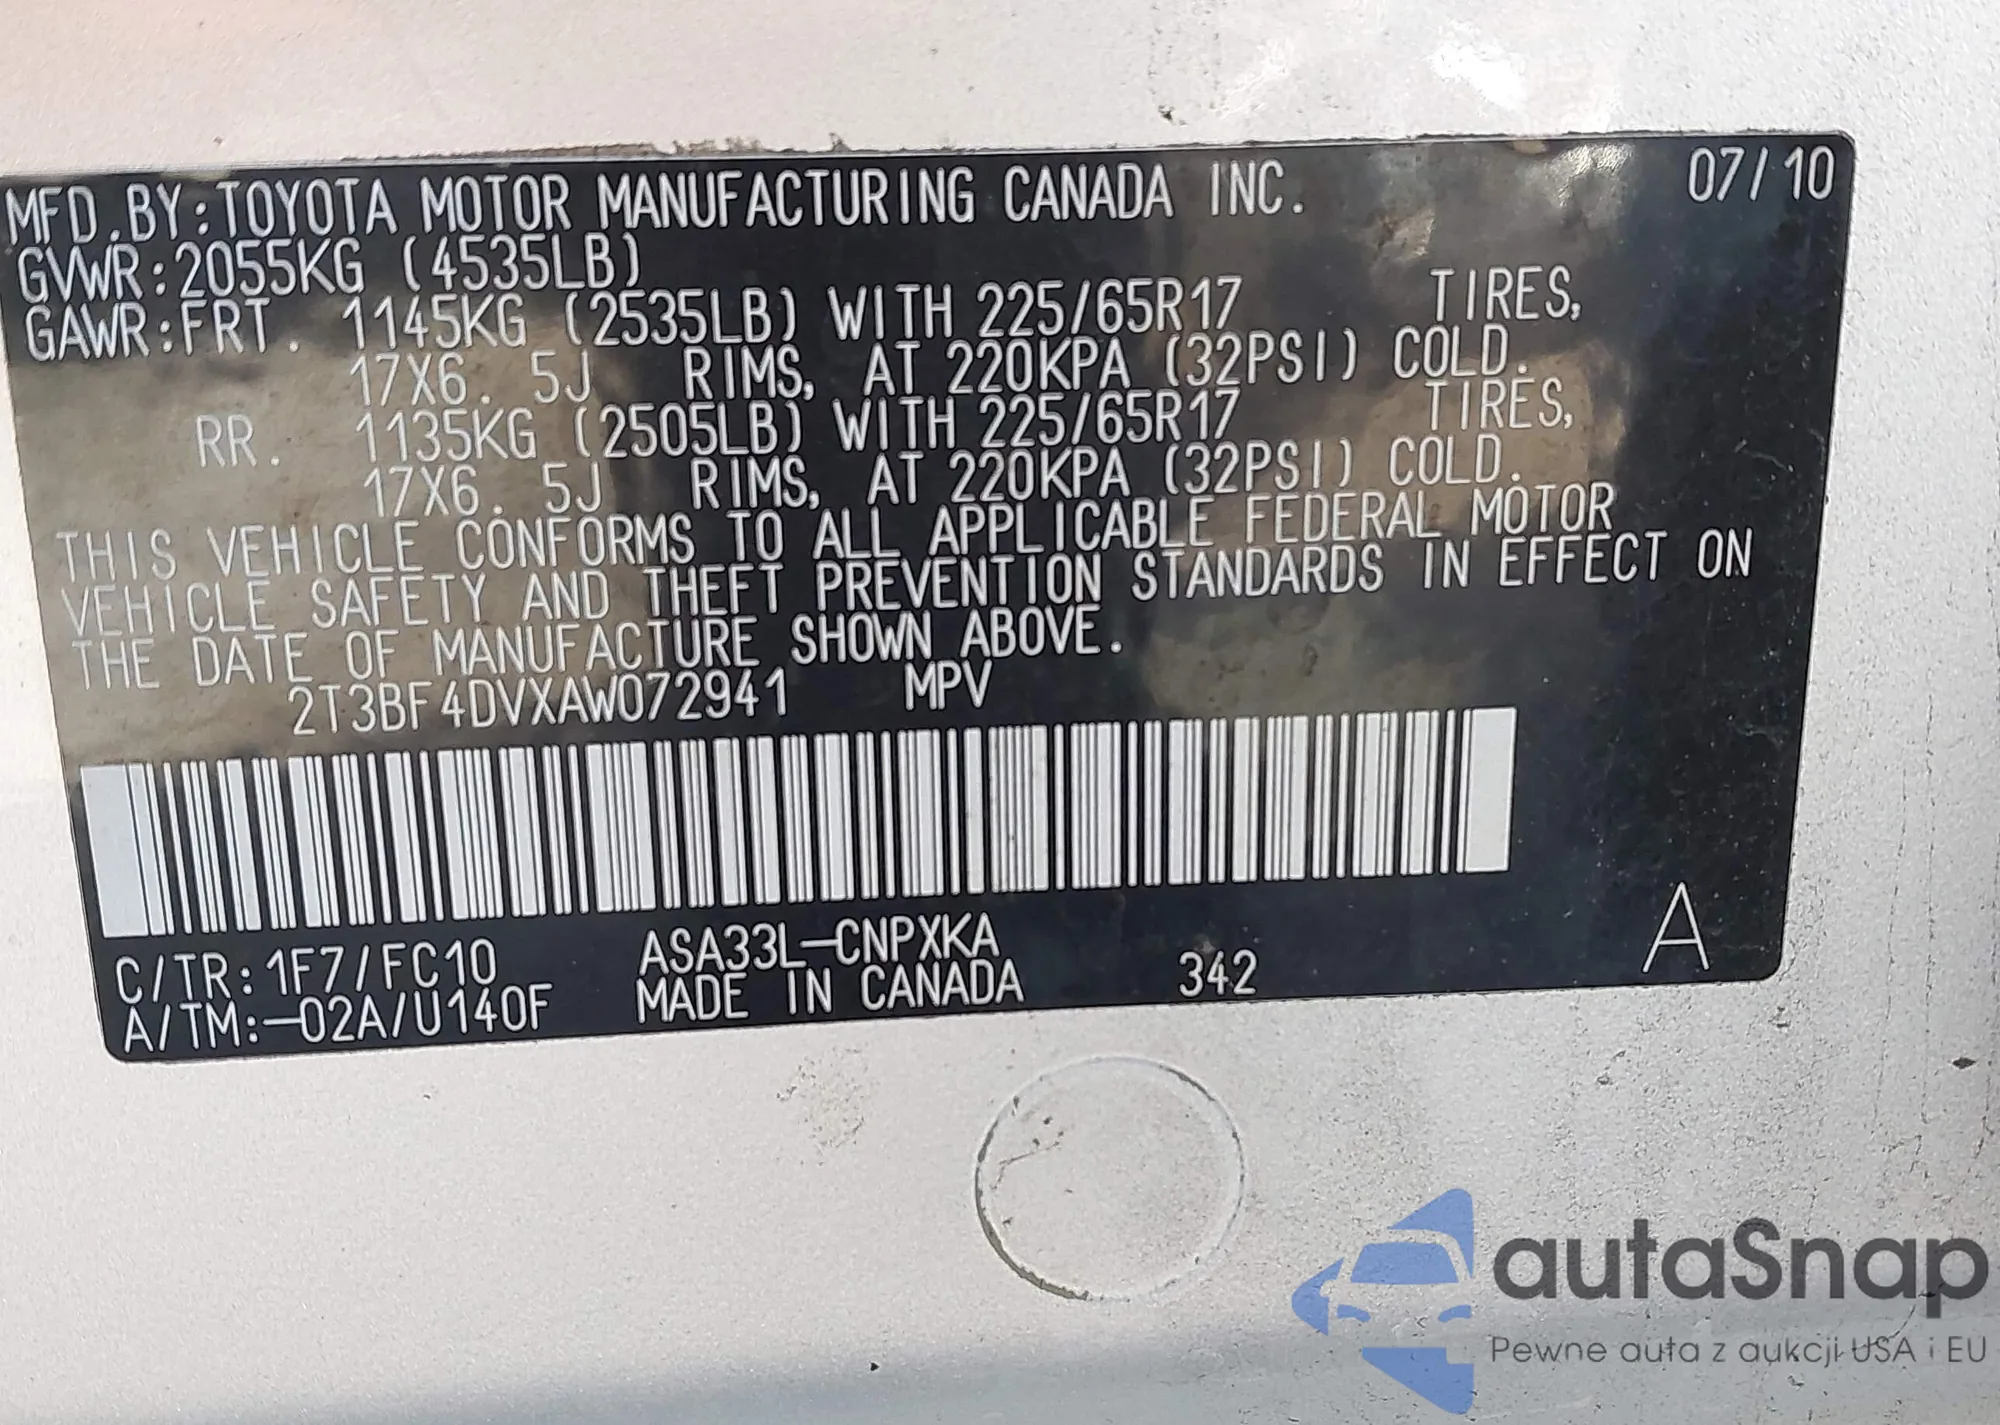 MFD.BY:TOYOTA MOTOR MANUFACTURING CANADA INC. 07/10
GVWR:2055KG (4535LB)
GAWR:FRT. 1145KG (2535LB) WITH 225/65R17 TIRES,
17X6.5J RIMS, AT 220KPA (32PSI) COLD.
RR. 1135KG (2505LB) WITH 225/65R17 TIRES,
17X6.5J RIMS, AT 220KPA (32PSI) COLD.
THIS VEHICLE CONFORMS TO ALL APPLICABLE FEDERAL MOTOR
VEHICLE SAFETY AND THEFT PREVENTION STANDARDS IN EFFECT ON
THE DATE OF MANUFACTURE SHOWN ABOVE.
2T3BF4DVXAW072941 MPV
C/TR:1F7/FC10 ASA33L-CNPXKA
A/TM:-02A/U140F MADE IN CANADA 342 A
autaSnap
Pewne auta z aukcji USA i EU